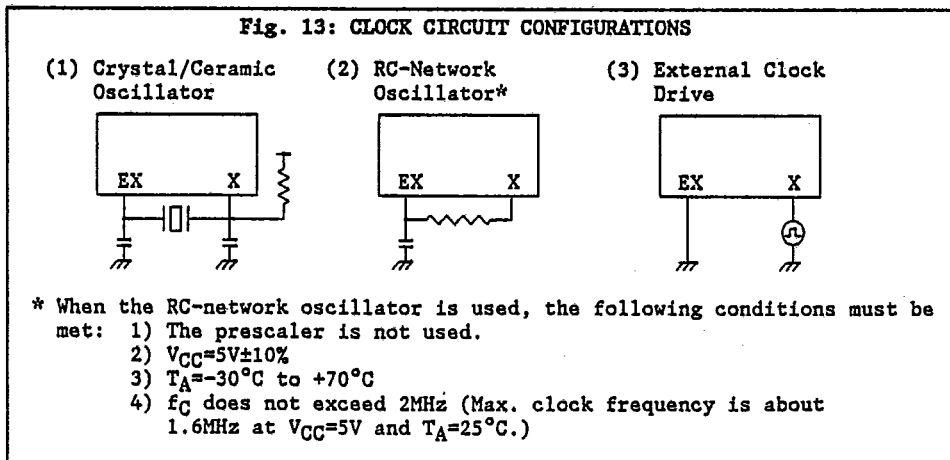 Fig. 13: CLOCK CIRCUIT CONFIGURATIONS
(1) Crystal/Ceramic Oscillator
(2) RC-Network Oscillator*
(3) External Clock Drive
EX X
EX X
EX X
* When the RC-network oscillator is used, the following conditions must be
met: 1) The prescaler is not used.
2) VCC=5V±10%
3) TA=-30°C to +70°C
4) fC does not exceed 2MHz (Max. clock frequency is about
1.6MHz at VCC=5V and TA=25°C.)